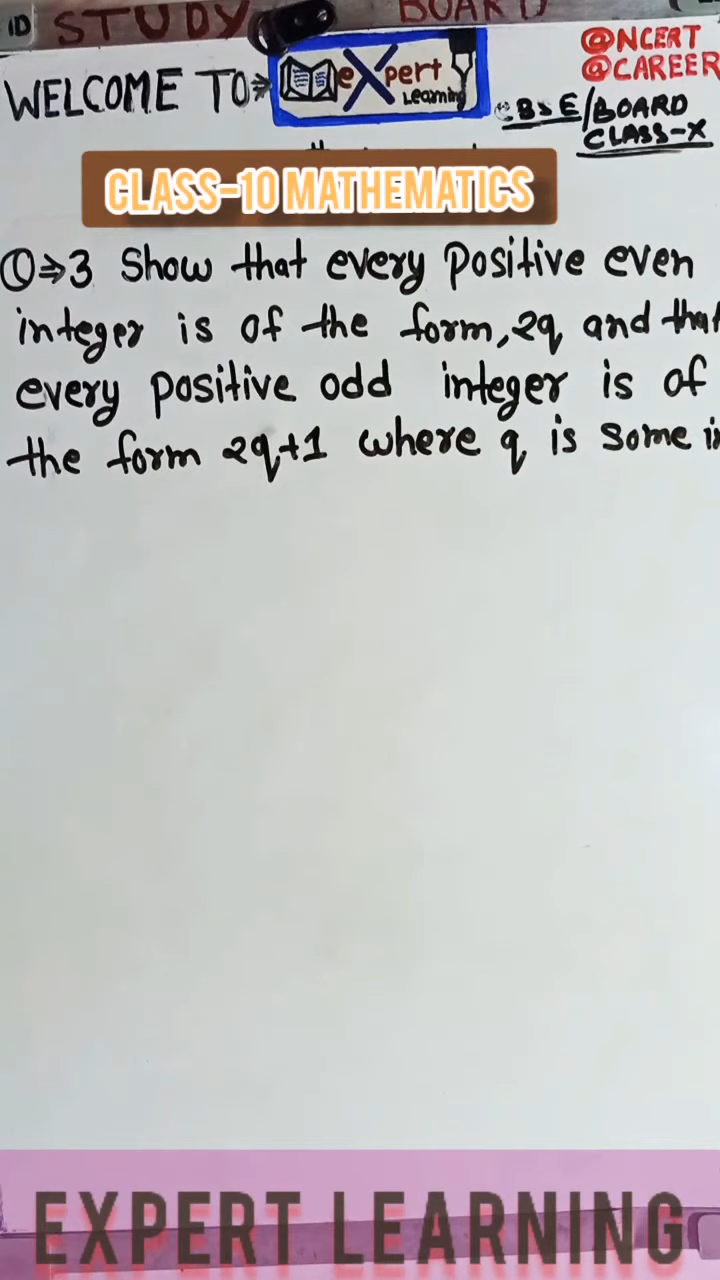 STUDY BOARD
WELCOME TO⇒ eXpert Learning
@NCERT
@CAREER
CBSE/BOARD
CLASS-X
CLASS-10 MATHEMATICS
Q⇒3 Show that every positive even
integer is of the form, 2q and that
every positive odd integer is of
the form 2q+1 where q is some
EXPERT LEARNING